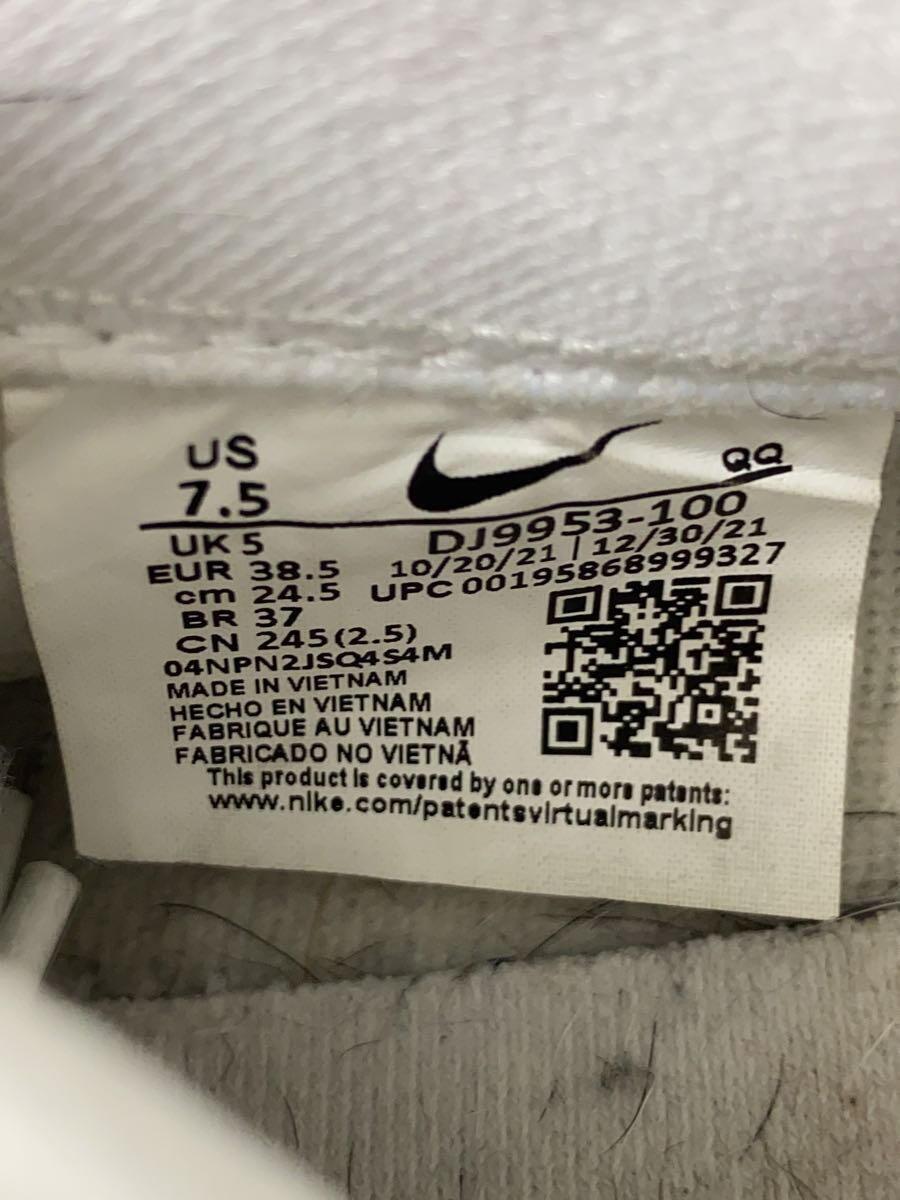 US
7.5
QQ
DJ9953-100
10/20/21 | 12/30/21
UPC 00195868999327
UK 5
EUR 38.5
cm 24.5
BR 37
CN 245(2.5)
04NPN2JSQ4S4M
MADE IN VIETNAM
HECHO EN VIETNAM
FABRIQUE AU VIETNAM
FABRICADO NO VIETNÃ
This product is covered by one or more patents:
www.nike.com/patentsvirtualmarking